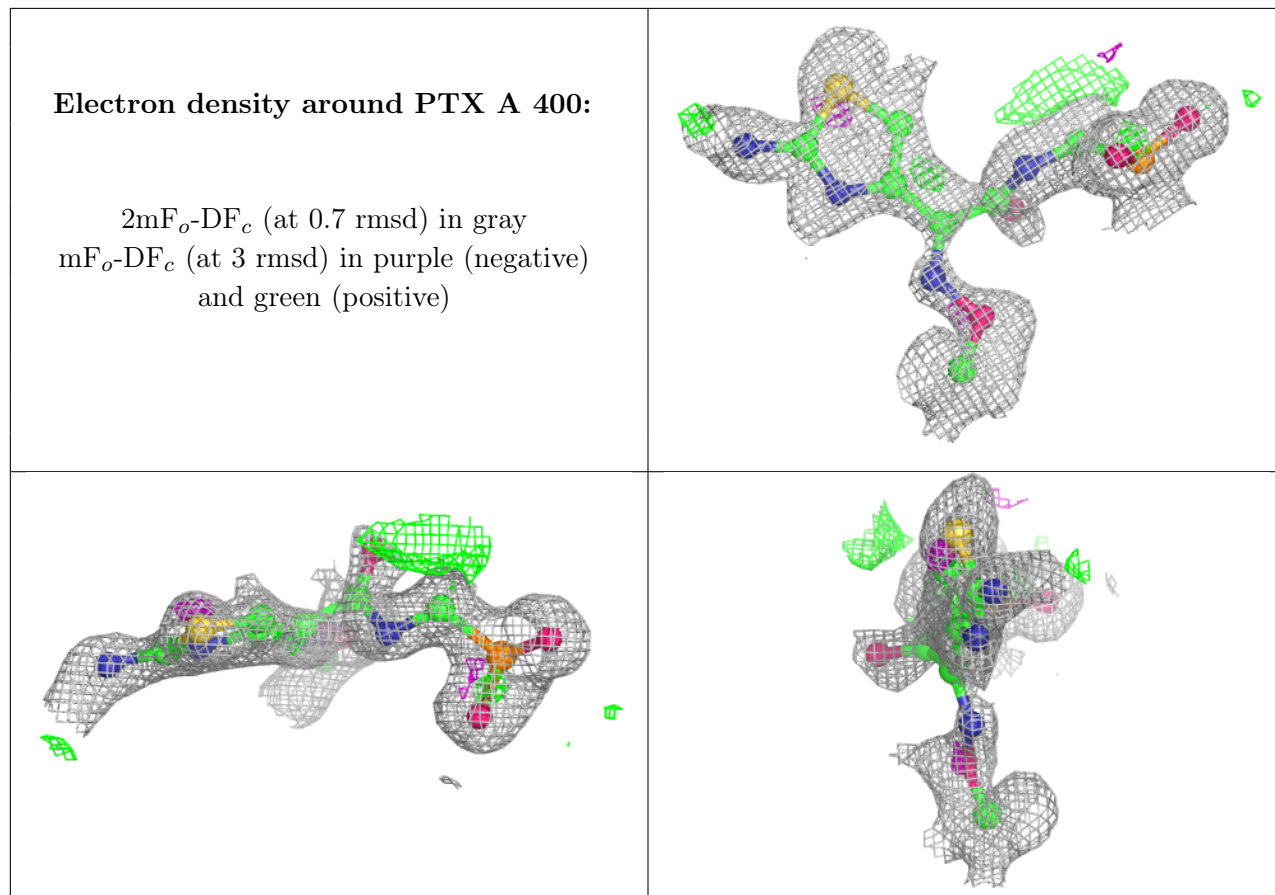 Electron density around PTX A 400:
2mFₒ-DF𝒸 (at 0.7 rmsd) in gray
mFₒ-DF𝒸 (at 3 rmsd) in purple (negative)
and green (positive)